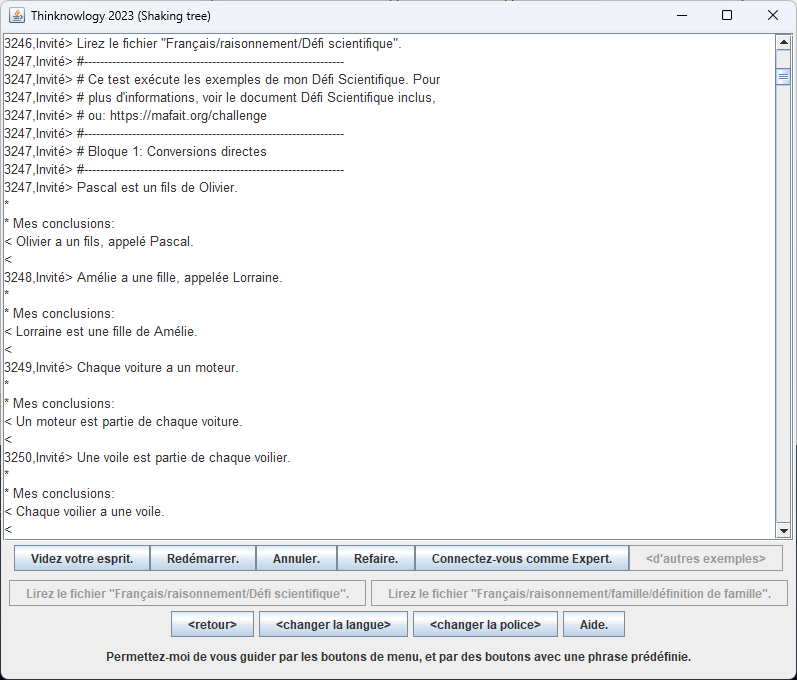 Thinknowlogy 2023 (Shaking tree)
3246,Invité> Lirez le fichier "Français/raisonnement/Défi scientifique".
3247,Invité> #-----------------------------------------------------------------
3247,Invité> # Ce test exécute les exemples de mon Défi Scientifique. Pour
3247,Invité> # plus d'informations, voir le document Défi Scientifique inclus,
3247,Invité> # ou: https://mafait.org/challenge
3247,Invité> #-----------------------------------------------------------------
3247,Invité> # Bloque 1: Conversions directes
3247,Invité> #-----------------------------------------------------------------
3247,Invité> Pascal est un fils de Olivier.
*
* Mes conclusions:
< Olivier a un fils, appelé Pascal.
<
3248,Invité> Amélie a une fille, appelée Lorraine.
*
* Mes conclusions:
< Lorraine est une fille de Amélie.
<
3249,Invité> Chaque voiture a un moteur.
*
* Mes conclusions:
< Un moteur est partie de chaque voiture.
<
3250,Invité> Une voile est partie de chaque voilier.
*
* Mes conclusions:
< Chaque voilier a une voile.
<
Videz votre esprit. Redémarrer. Annuler. Refaire. Connectez-vous comme Expert. <d'autres exemples>
Lirez le fichier "Français/raisonnement/Défi scientifique". Lirez le fichier "Français/raisonnement/famille/définition de famille".
<retour> <changer la langue> <changer la police> Aide.
Permettez-moi de vous guider par les boutons de menu, et par des boutons avec une phrase prédéfinie.